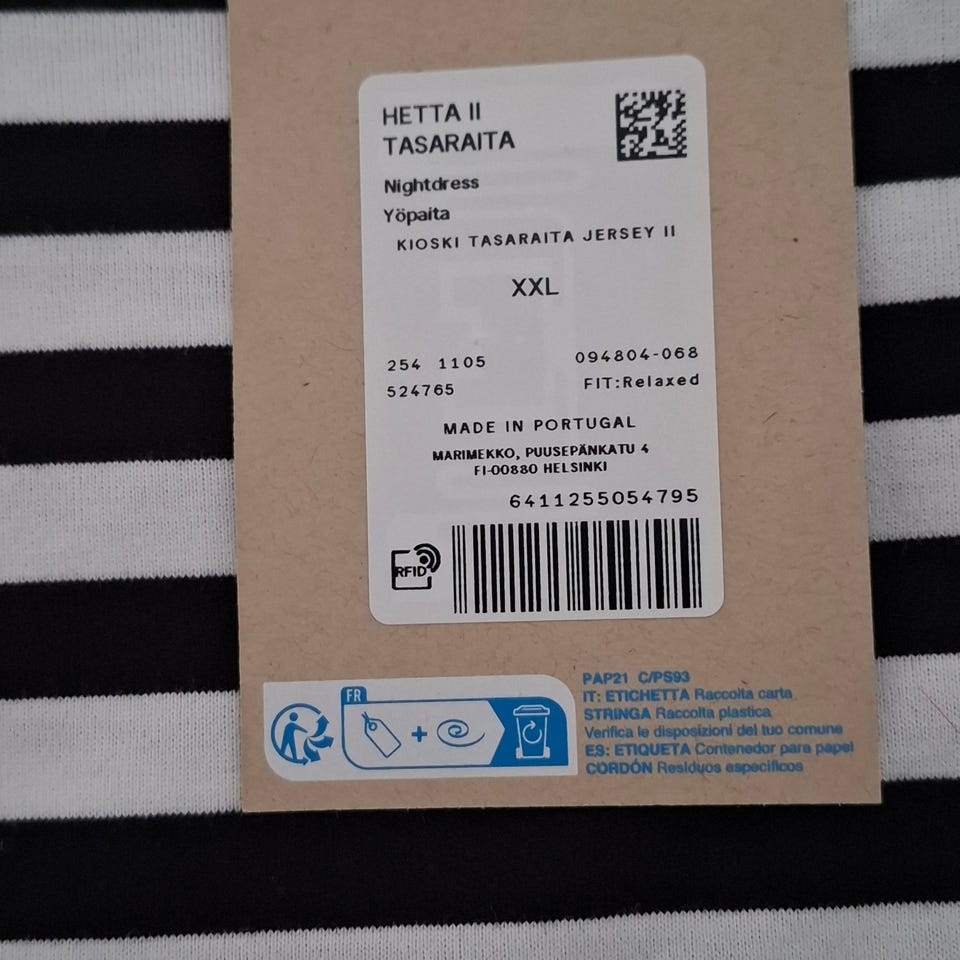 HETTA II
TASARAITA
Nightdress
Yöpaita
KIOSKI TASARAITA JERSEY II
XXL
254 1105 094804-068
524765 FIT:Relaxed
MADE IN PORTUGAL
MARIMEKKO, PUUSEPÄNKATU 4
FI-00880 HELSINKI
6411255054795
RFID
FR
PAP21 C/PS93
IT: ETICHETTA Raccolta carta
STRINGA Raccolta plastica
Verifica le disposizioni del tuo comune
ES: ETIQUETA Contenedor para papel
CORDÓN Residuos específicos